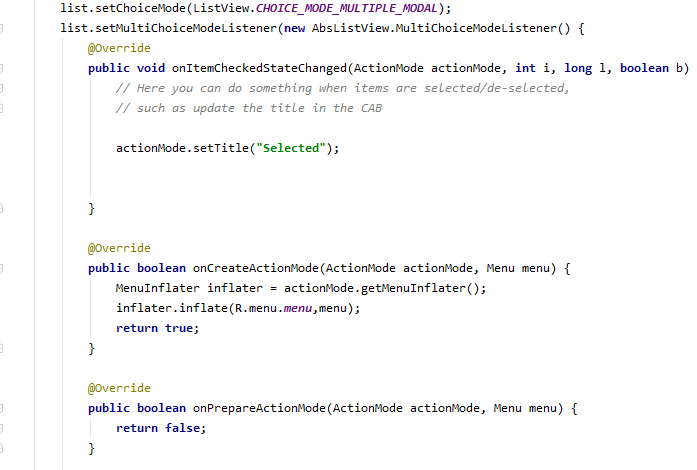 list.setChoiceMode(ListView.CHOICE_MODE_MULTIPLE_MODAL);
list.setMultiChoiceModeListener(new AbsListView.MultiChoiceModeListener() {
@Override
public void onItemCheckedStateChanged(ActionMode actionMode, int i, long l, boolean b)
// Here you can do something when items are selected/de-selected,
// such as update the title in the CAB
actionMode.setTitle("Selected");
}
@Override
public boolean onCreateActionMode(ActionMode actionMode, Menu menu) {
MenuInflater inflater = actionMode.getMenuInflater();
inflater.inflate(R.menu.menu,menu);
return true;
}
@Override
public boolean onPrepareActionMode(ActionMode actionMode, Menu menu) {
return false;
}